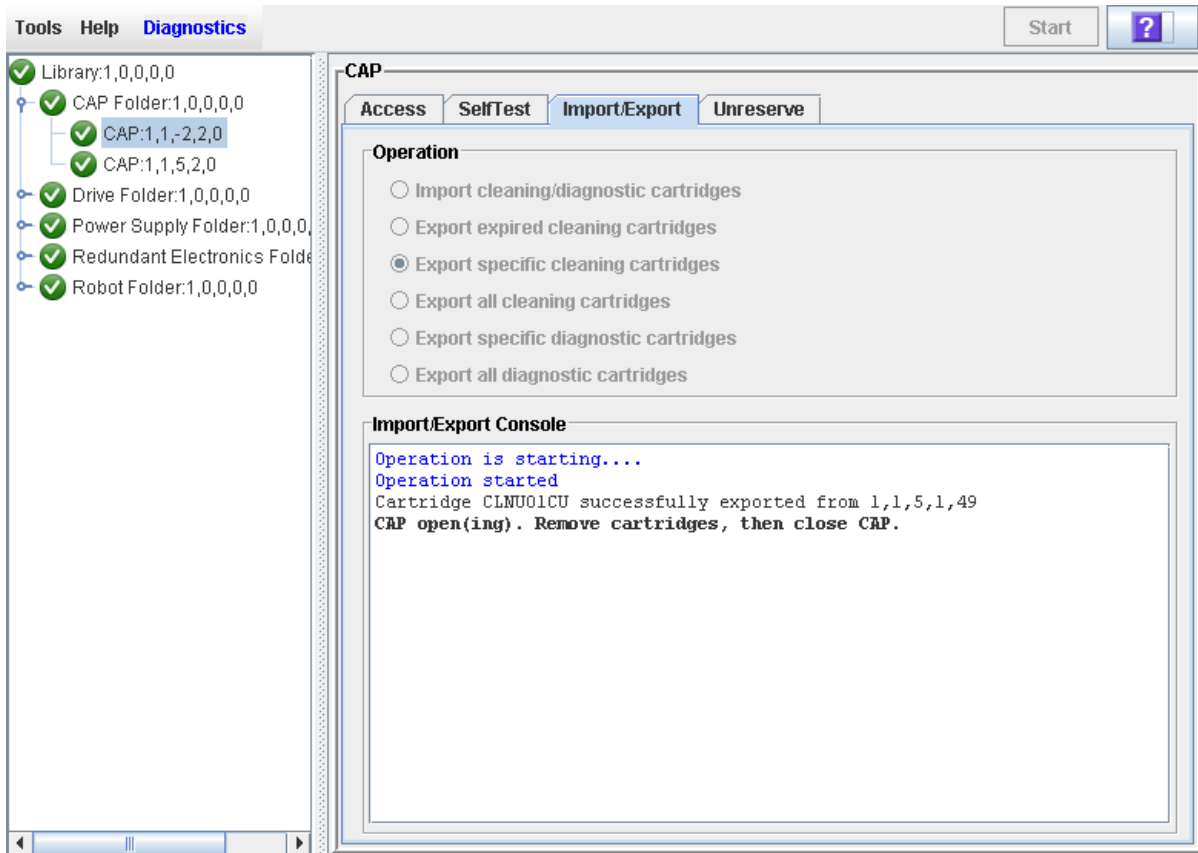 Tools Help Diagnostics
Start
?
Library:1,0,0,0,0
CAP Folder:1,0,0,0,0
CAP:1,1,-2,2,0
CAP:1,1,5,2,0
Drive Folder:1,0,0,0,0
Power Supply Folder:1,0,0,0,
Redundant Electronics Folde
Robot Folder:1,0,0,0,0
CAP
Access SelfTest Import/Export Unreserve
Operation
Import cleaning/diagnostic cartridges
Export expired cleaning cartridges
Export specific cleaning cartridges
Export all cleaning cartridges
Export specific diagnostic cartridges
Export all diagnostic cartridges
Import/Export Console
Operation is starting....
Operation started
Cartridge CLNU01CU successfully exported from 1,1,5,1,49
CAP open(ing). Remove cartridges, then close CAP.